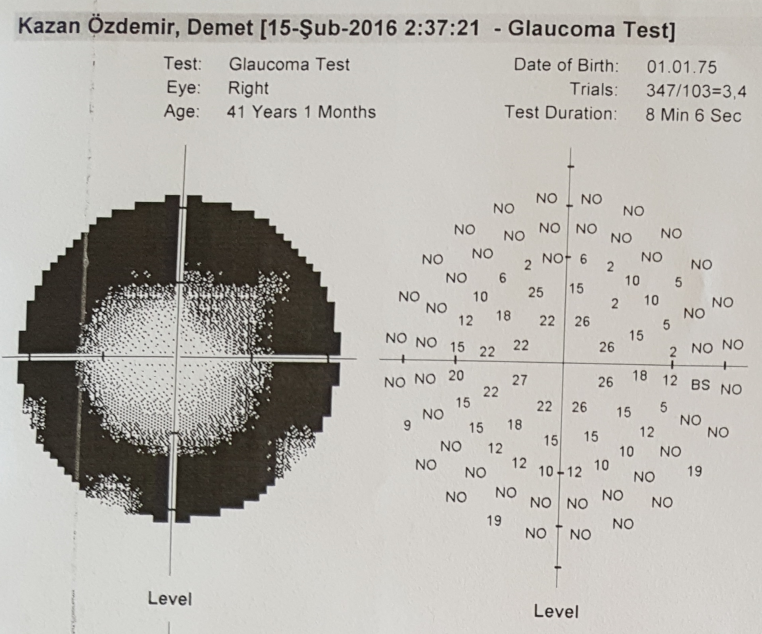 Kazan Özdemir, Demet [15-Şub-2016 2:37:21 - Glaucoma Test]
Test: Glaucoma Test
Eye: Right
Age: 41 Years 1 Months
Date of Birth: 01.01.75
Trials: 347/103=3,4
Test Duration: 8 Min 6 Sec
NO NO
NO NO
NO NO NO NO
NO NO NO
NO NO NO
2 NO 6 2 NO
NO 6 10 5
NO 10 25 15 2 10 NO
NO NO
12 18 22 26 15 5
NO NO 15 22 22 26 2 NO NO
NO NO 20 22 27 26 18 12 BS NO
15 22 26 15 5
9 NO 15 18 12 NO NO
NO 12 15 15 10
NO NO 12 10 12 10 NO 19
NO NO NO NO NO NO
19 NO NO NO
Level
Level